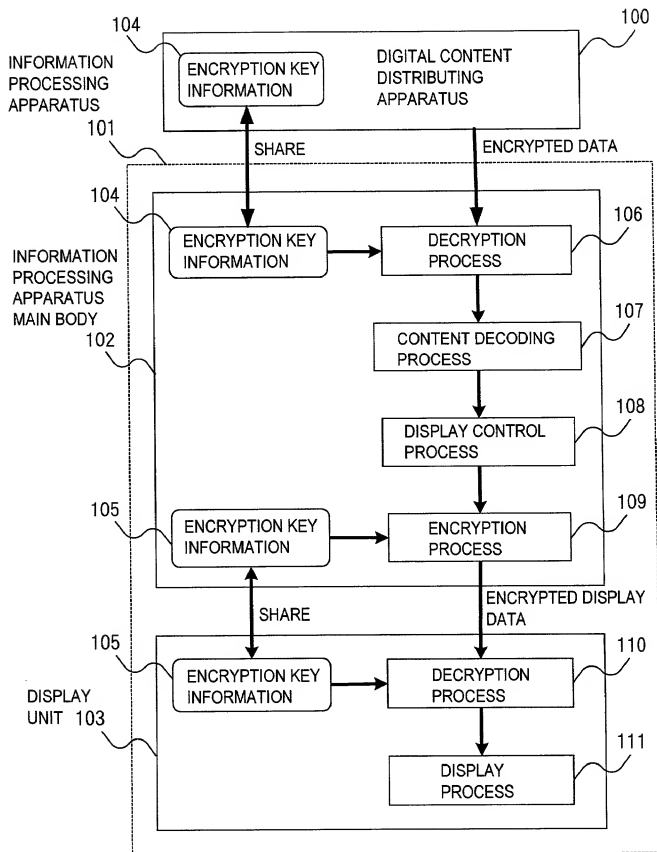 100
104
INFORMATION
PROCESSING
APPARATUS
ENCRYPTION KEY
INFORMATION
DIGITAL CONTENT
DISTRIBUTING
APPARATUS
101
SHARE
ENCRYPTED DATA
104
ENCRYPTION KEY
INFORMATION
DECRYPTION
PROCESS
106
INFORMATION
PROCESSING
APPARATUS
MAIN BODY
102
CONTENT DECODING
PROCESS
107
DISPLAY CONTROL
PROCESS
108
105
ENCRYPTION KEY
INFORMATION
ENCRYPTION
PROCESS
109
SHARE
ENCRYPTED DISPLAY
DATA
105
ENCRYPTION KEY
INFORMATION
DECRYPTION
PROCESS
110
DISPLAY
UNIT 103
DISPLAY
PROCESS
111